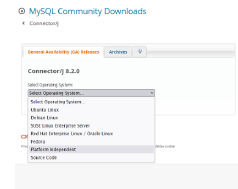 MySQL Community Downloads
Connector/J
General Availability (GA) Releases
Archives
Connector/J 8.2.0
Select Operating System:
Select Operating System...
Select Operating System...
Ubuntu Linux
Debian Linux
SUSE Linux Enterprise Server
Red Hat Enterprise Linux / Oracle Linux
Fedora
Platform Independent
Source Code